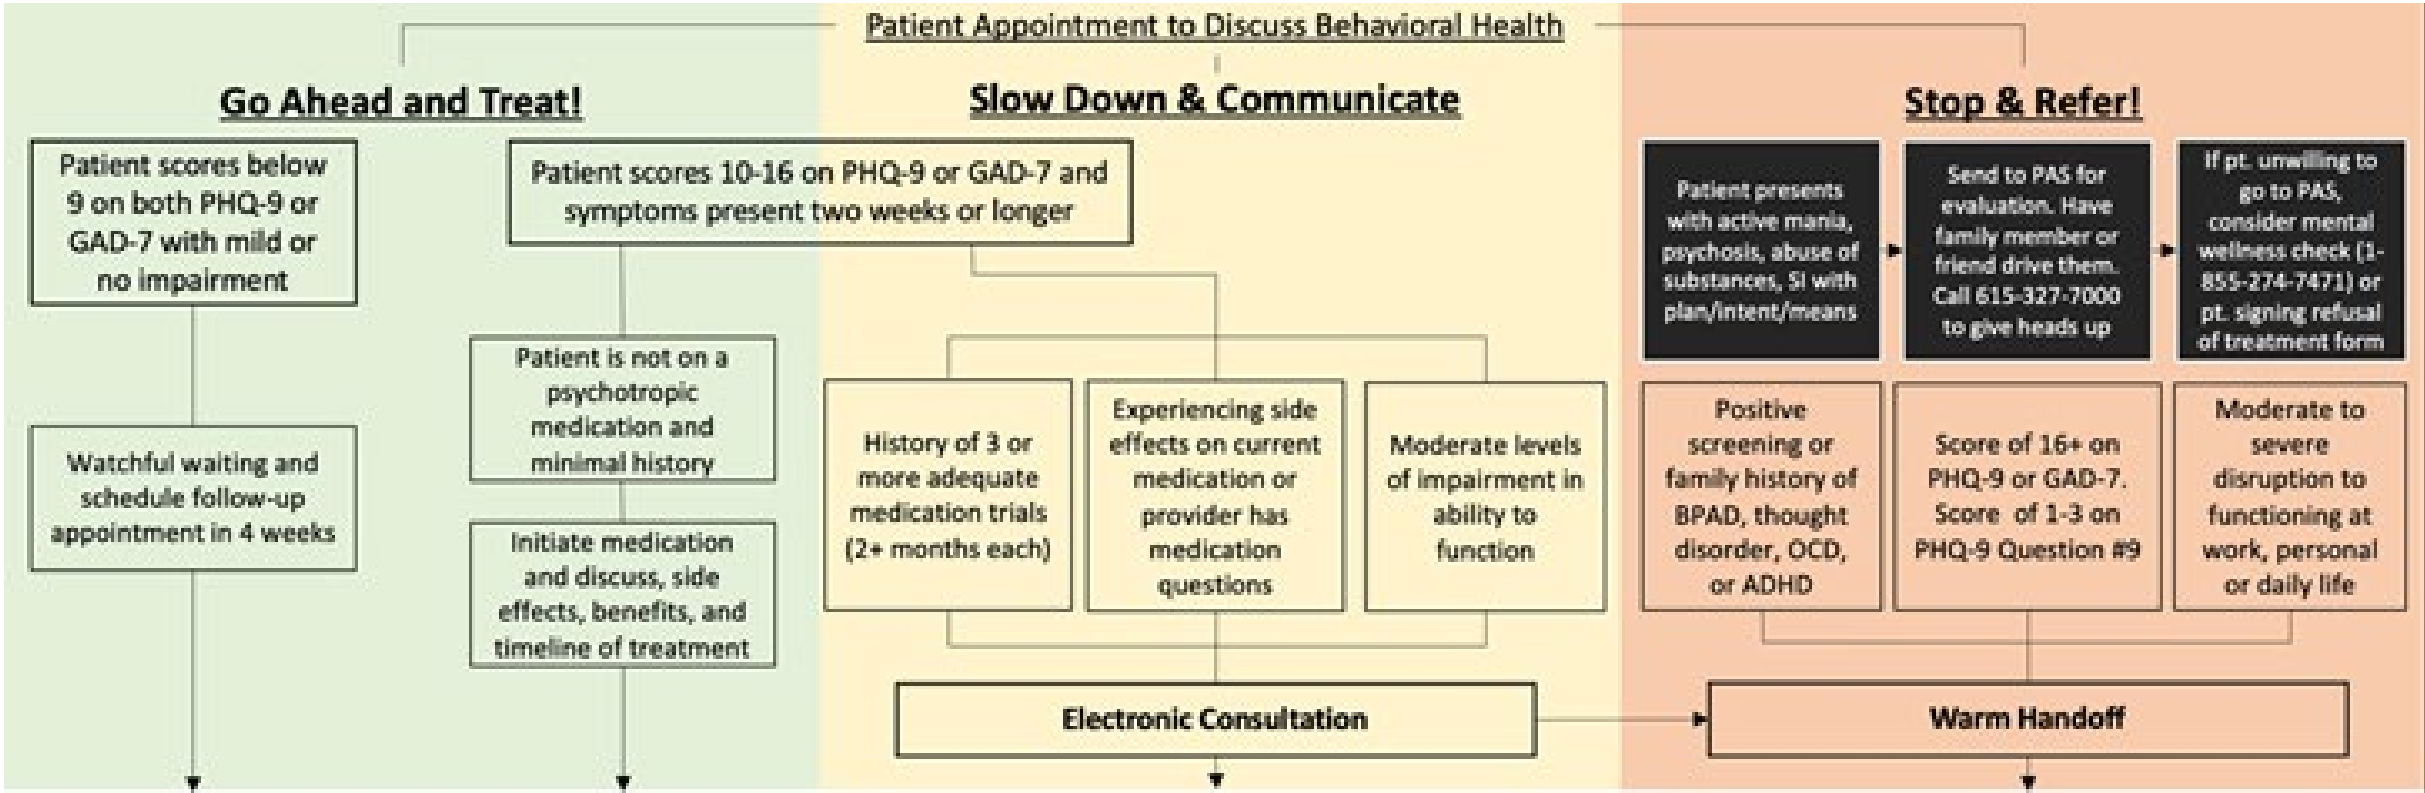 Patient Appointment to Discuss Behavioral Health
Go Ahead and Treat!
Patient scores below
9 on both PHQ-9 or
GAD-7 with mild or
no impairment
Watchful waiting and
schedule follow-up
appointment in 4 weeks
Patient scores 10-16 on PHQ-9 or GAD-7 and
symptoms present two weeks or longer
Patient is not on a
psychotropic
medication and
minimal history
Initiate medication
and discuss, side
effects, benefits, and
timeline of treatment
Slow Down & Communicate
History of 3 or
more adequate
medication trials
(2+ months each)
Experiencing side
effects on current
medication or
provider has
medication
questions
Moderate levels
of impairment in
ability to
function
Electronic Consultation
Stop & Refer!
Patient presents
with active mania,
psychosis, abuse of
substances, SI with
plan/intent/means
Send to PAS for
evaluation. Have
family member or
friend drive them.
Call 615-327-7000
to give heads up
If pt. unwilling to
go to PAS,
consider mental
wellness check (1-
855-274-7471) or
pt. signing refusal
of treatment form
Positive
screening or
family history of
BPAD, thought
disorder, OCD,
or ADHD
Score of 16+ on
PHQ-9 or GAD-7.
Score of 1-3 on
PHQ-9 Question #9
Moderate to
severe
disruption to
functioning at
work, personal
or daily life
Warm Handoff